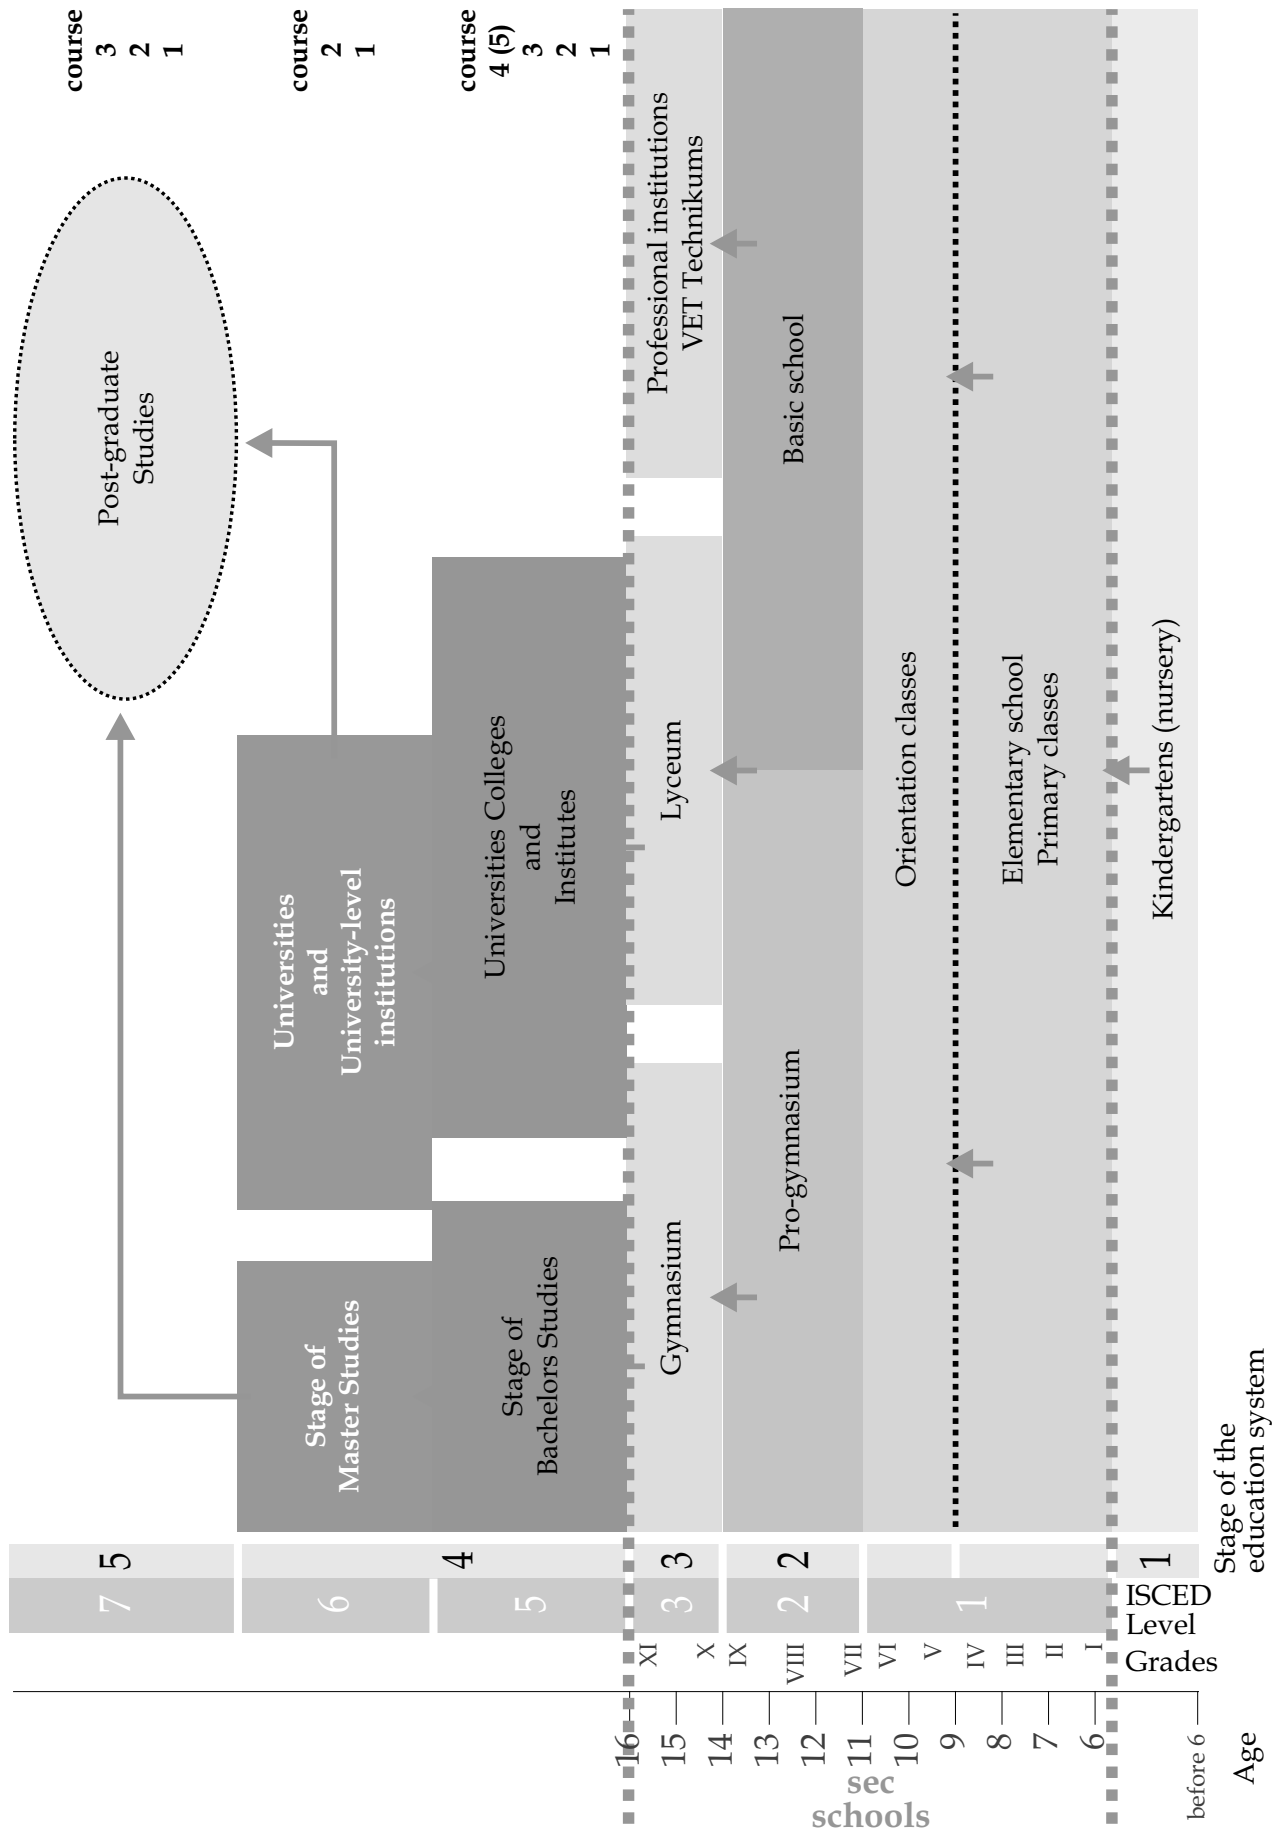 course
3
2
1
course
2
1
course
4 (5)
3
2
1
Post-graduate
Studies
Universities
and
University-level
institutions
Stage of
Master Studies
Universities Colleges
and
Institutes
Stage of
Bachelors Studies
Professional institutions
VET Technikums
Lyceum
Gymnasium
Basic school
Pro-gymnasium
Orientation classes
Elementary school
Primary classes
Kindergartens (nursery)
5
4
3
2
1
Stage of the
education system
7
6
5
3
2
1
ISCED
Level
XI
X
IX
VIII
VII
VI
V
IV
III
II
I
Grades
16
15
14
13
12
11
10
9
8
7
6
before 6
Age
sec
schools